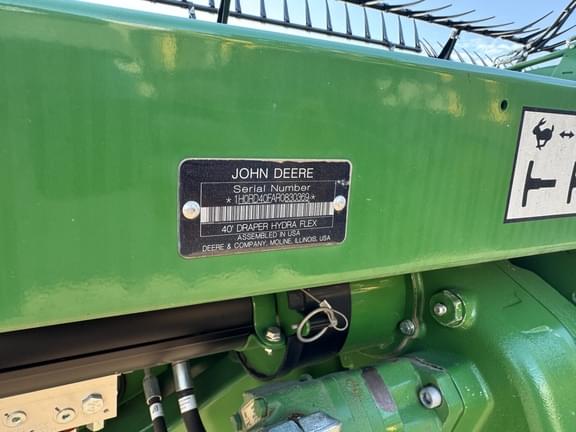 JOHN DEERE
Serial Number
*1H0RD40FAR0830369*
40' DRAPER HYDRA FLEX
ASSEMBLED IN USA
DEERE & COMPANY, MOLINE, ILLINOIS, USA